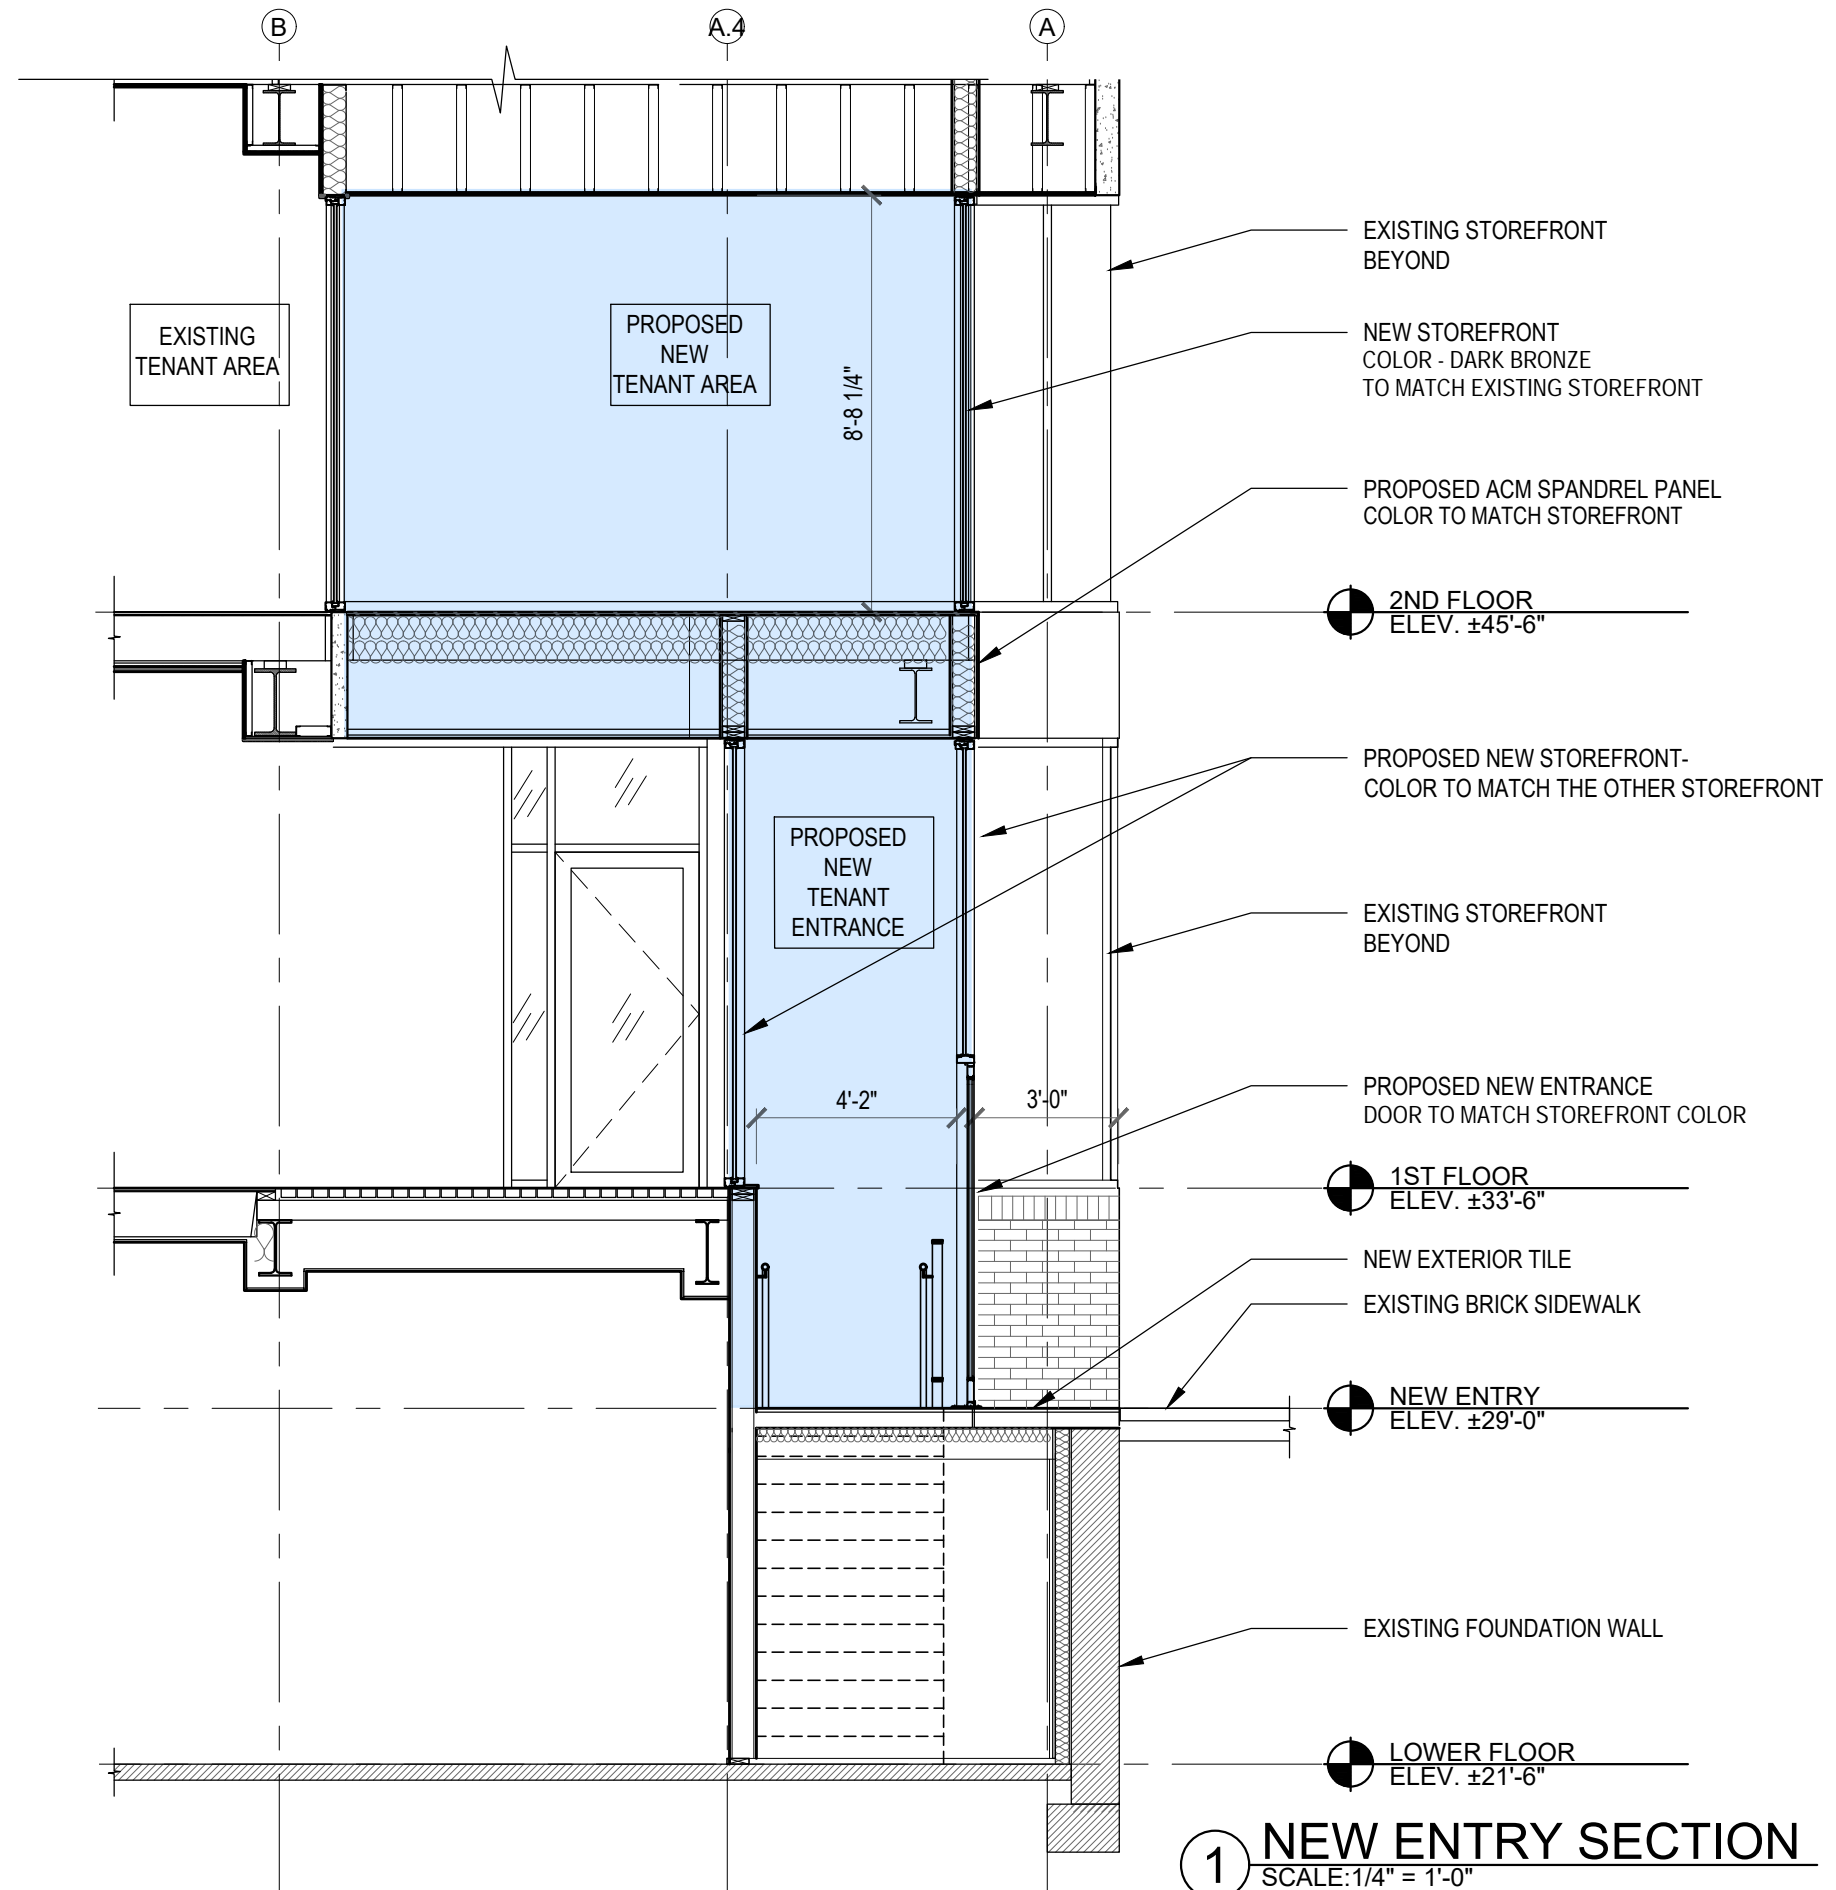 B
A.4
A
EXISTING STOREFRONT
BEYOND
NEW STOREFRONT
COLOR - DARK BRONZE
TO MATCH EXISTING STOREFRONT
EXISTING
TENANT AREA
PROPOSED
NEW
TENANT AREA
8'-8 1/4"
PROPOSED ACM SPANDREL PANEL
COLOR TO MATCH STOREFRONT
2ND FLOOR
ELEV. ±45'-6"
PROPOSED NEW STOREFRONT-
COLOR TO MATCH THE OTHER STOREFRONT
PROPOSED
NEW
TENANT
ENTRANCE
EXISTING STOREFRONT
BEYOND
4'-2"
3'-0"
PROPOSED NEW ENTRANCE
DOOR TO MATCH STOREFRONT COLOR
1ST FLOOR
ELEV. ±33'-6"
NEW EXTERIOR TILE
EXISTING BRICK SIDEWALK
NEW ENTRY
ELEV. ±29'-0"
EXISTING FOUNDATION WALL
LOWER FLOOR
ELEV. ±21'-6"
1 NEW ENTRY SECTION
SCALE:1/4" = 1'-0"